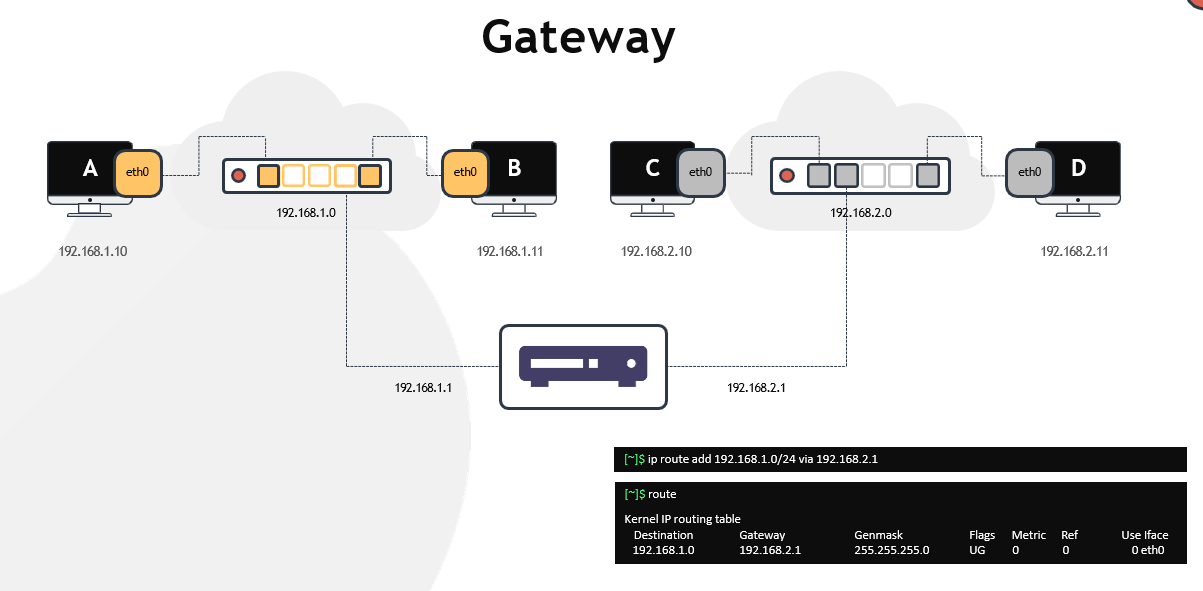 Gateway
A
eth0
eth0
B
C
eth0
eth0
D
192.168.1.0
192.168.2.0
192.168.1.10
192.168.1.11
192.168.2.10
192.168.2.11
192.168.1.1
192.168.2.1
[~]$ ip route add 192.168.1.0/24 via 192.168.2.1
[~]$ route
Kernel IP routing table
Destination Gateway Genmask Flags Metric Ref Use Iface
192.168.1.0 192.168.2.1 255.255.255.0 UG 0 0 0 eth0